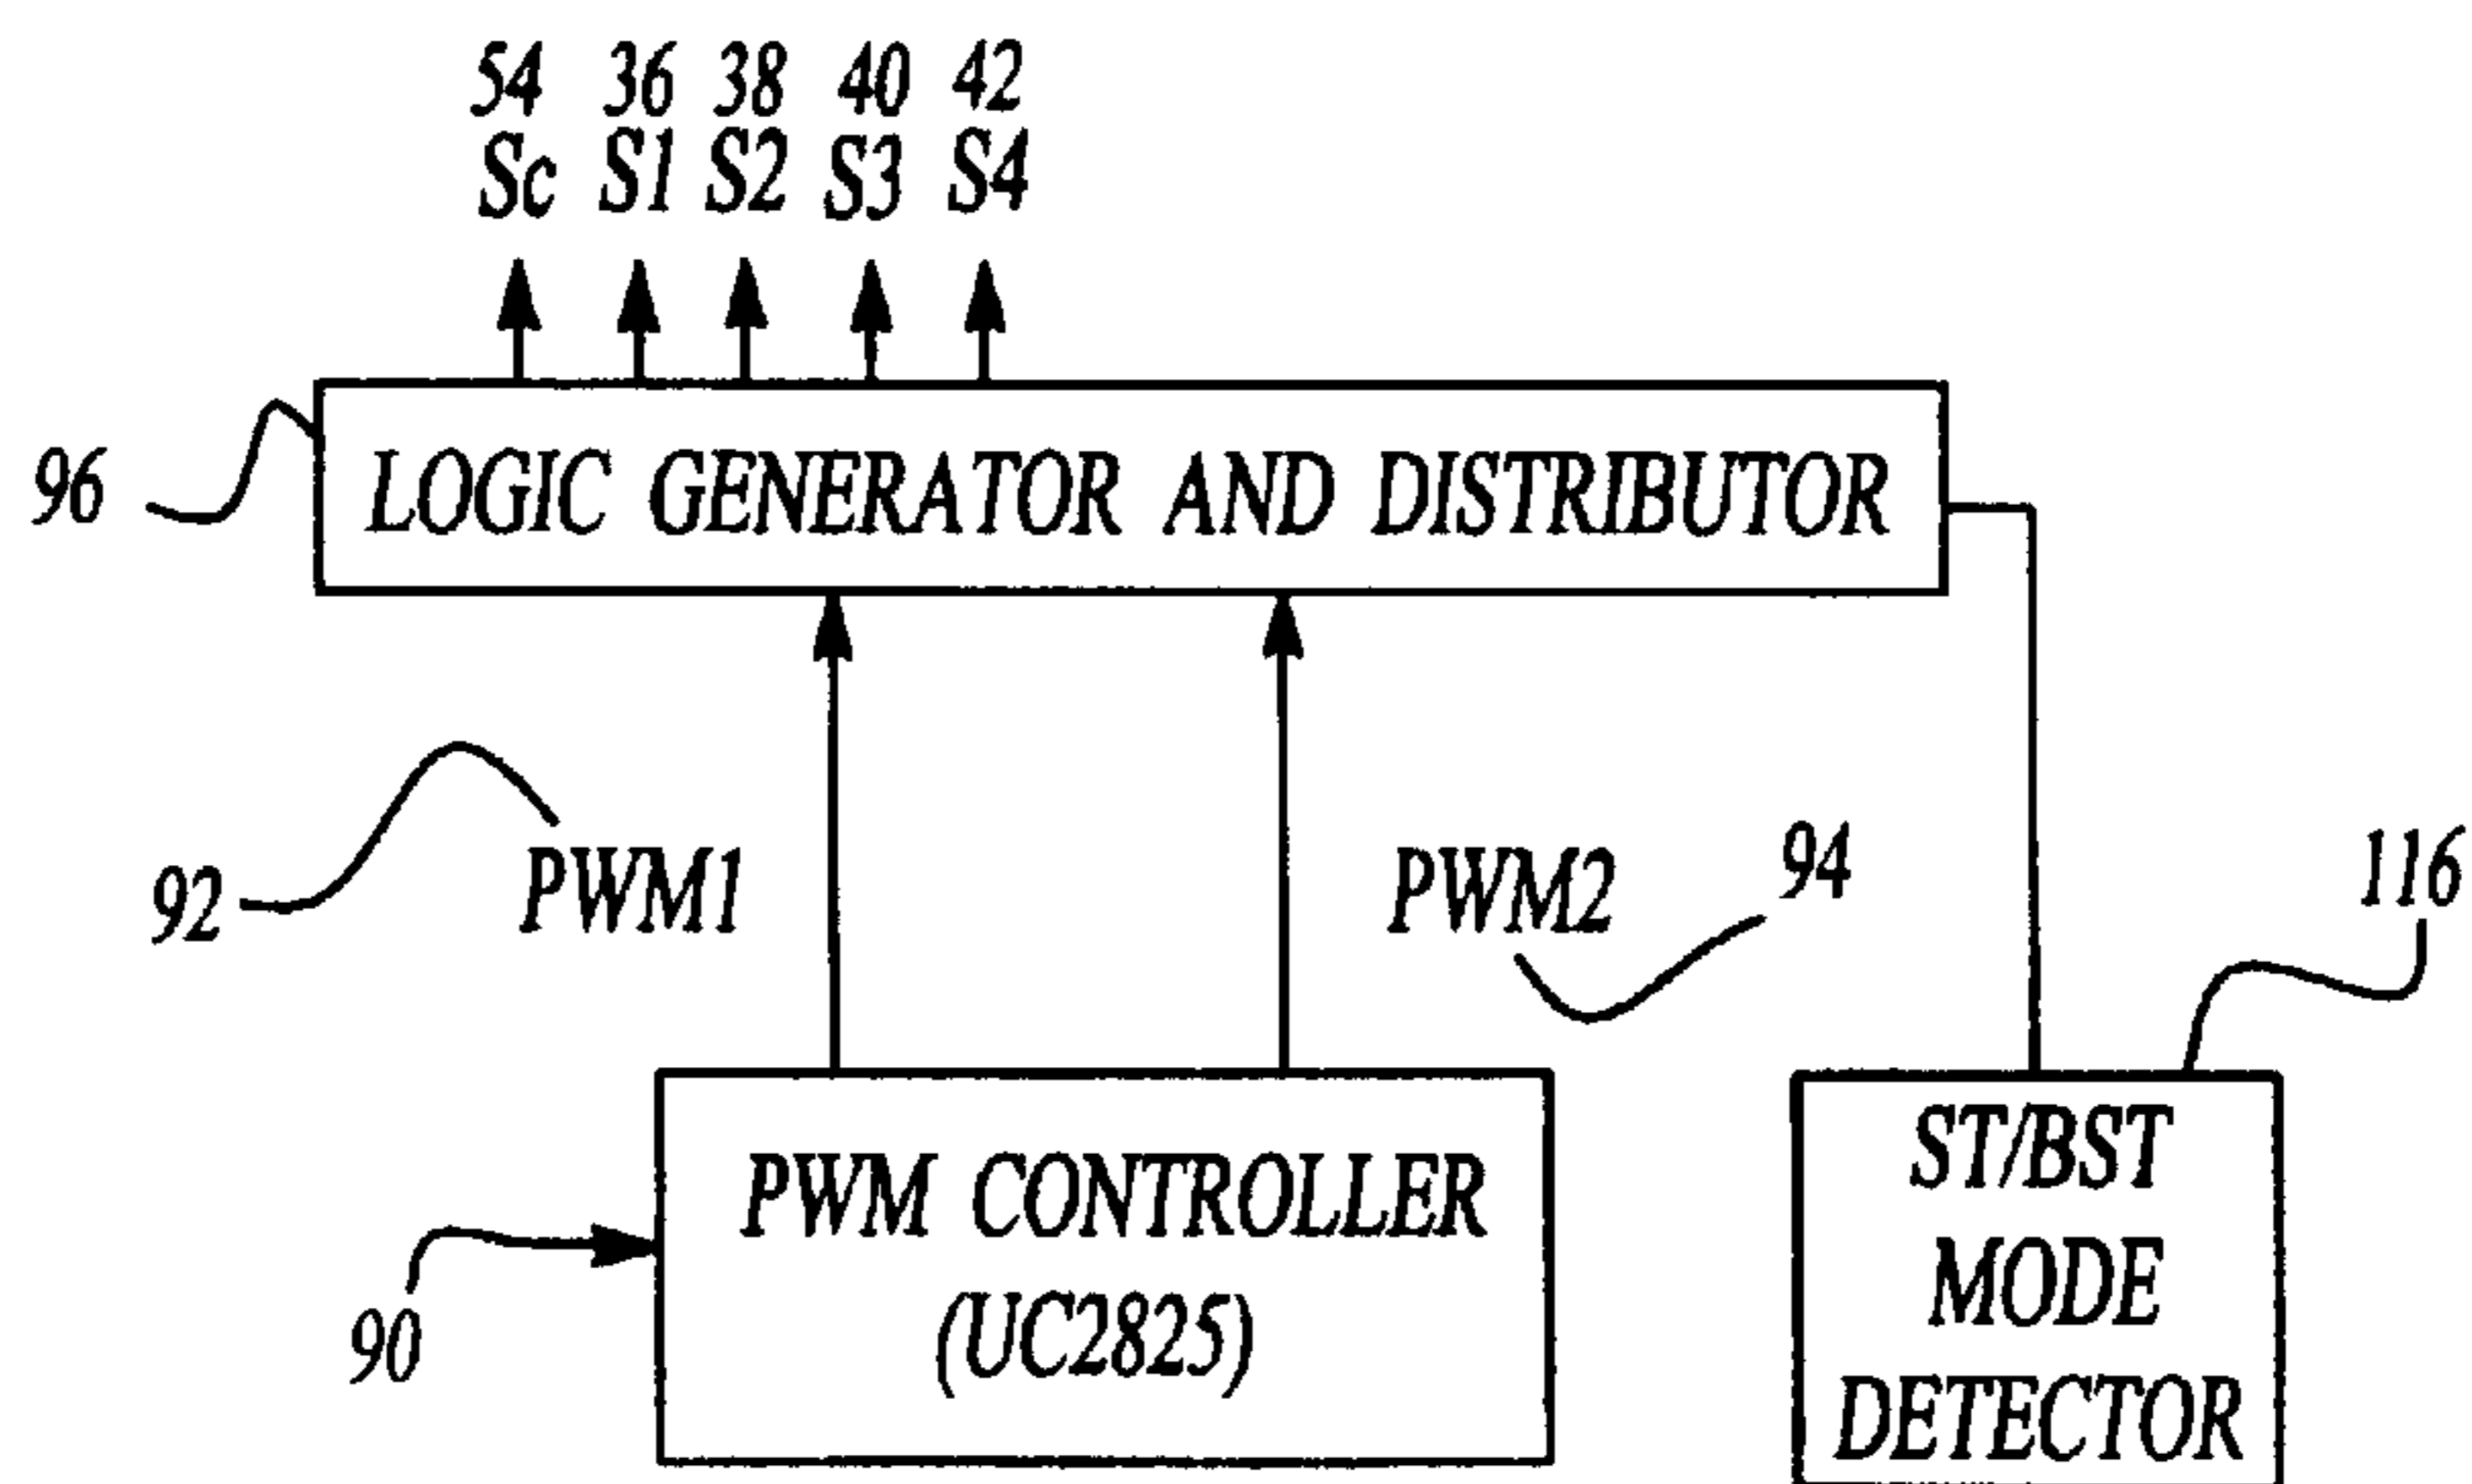 54 36 38 40 42
Sc S1 S2 S3 S4
96
LOGIC GENERATOR AND DISTRIBUTOR
92
PWM1
PWM2
94
116
90
PWM CONTROLLER
(UC2825)
ST/BST
MODE
DETECTOR